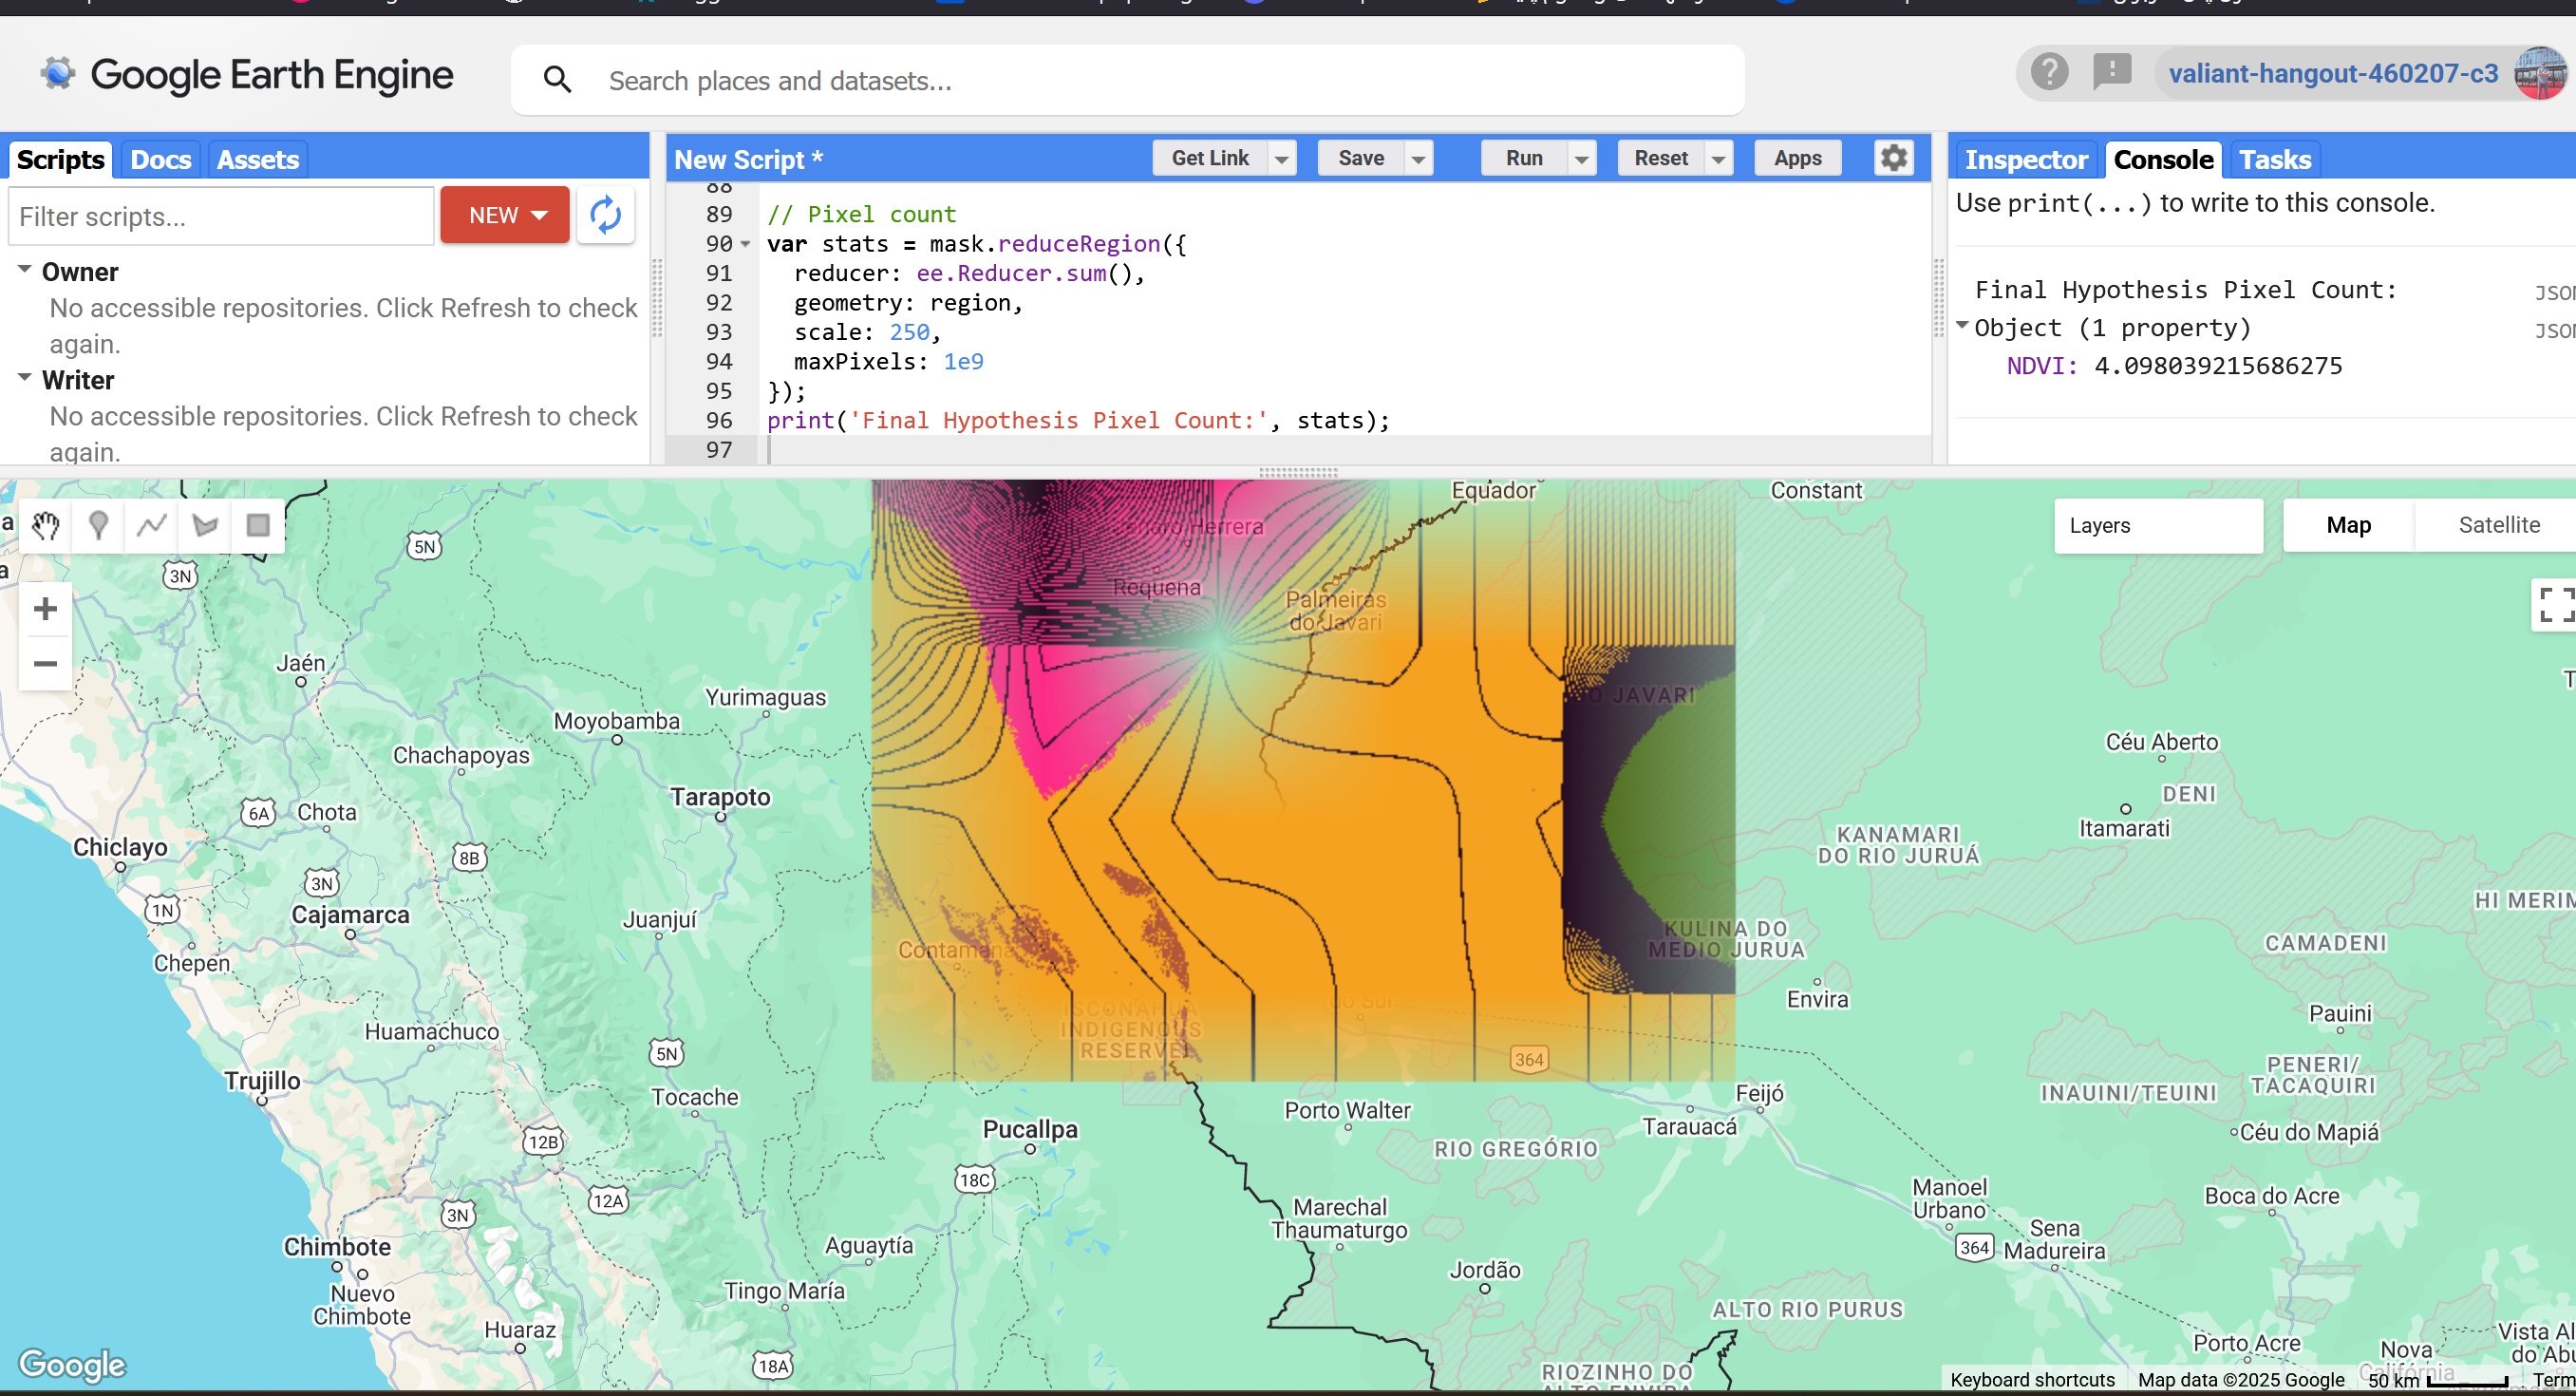 Google Earth Engine
Search places and datasets...
valiant-hangout-460207-c3
Scripts
Docs
Assets
New Script *
Get Link
Save
Run
Reset
Apps
Inspector
Console
Tasks
Filter scripts...
NEW
Owner
No accessible repositories. Click Refresh to check
again.
Writer
No accessible repositories. Click Refresh to check
again.
88
89 // Pixel count
90 var stats = mask.reduceRegion({
91 reducer: ee.Reducer.sum(),
92 geometry: region,
93 scale: 250,
94 maxPixels: 1e9
95 });
96 print('Final Hypothesis Pixel Count:', stats);
97
Use print(...) to write to this console.
Final Hypothesis Pixel Count:
Object (1 property)
NDVI: 4.098039215686275
Layers
Map
Satellite
Equador
Constant
Herrera
Requena
Palmeiras
do Javari
5N
3N
Jaén
Yurimaguas
Moyobamba
Chachapoyas
Tarapoto
6A
Chota
8B
Chiclayo
3N
1N
Cajamarca
Juanjuí
Chepen
Huamachuco
5N
Trujillo
Tocache
12B
3N
12A
Chimbote
Nuevo
Chimbote
Huaraz
18A
Aguaytía
Tingo María
18C
Pucallpa
ISCONAHUA
INDIGENOUS
RESERVE
O JAVARI
KULINA DO
MEDIO JURUA
do Sul
364
Envira
Feijó
Tarauacá
Porto Walter
RIO GREGÓRIO
Marechal
Thaumaturgo
Jordão
ALTO RIO PURUS
RIOZINHO DO
Céu Aberto
DENI
Itamarati
KANAMARI
DO RIO JURUÁ
HI MERIM
CAMADENI
Pauini
PENERI/
TACAQUIRI
INAUINI/TEUINI
Céu do Mapiá
Manoel
Urbano
364
Sena
Madureira
Boca do Acre
Porto Acre
Nova
Vista Al
do Abu
Google
Keyboard shortcuts
Map data ©2025 Google
50 km
Term